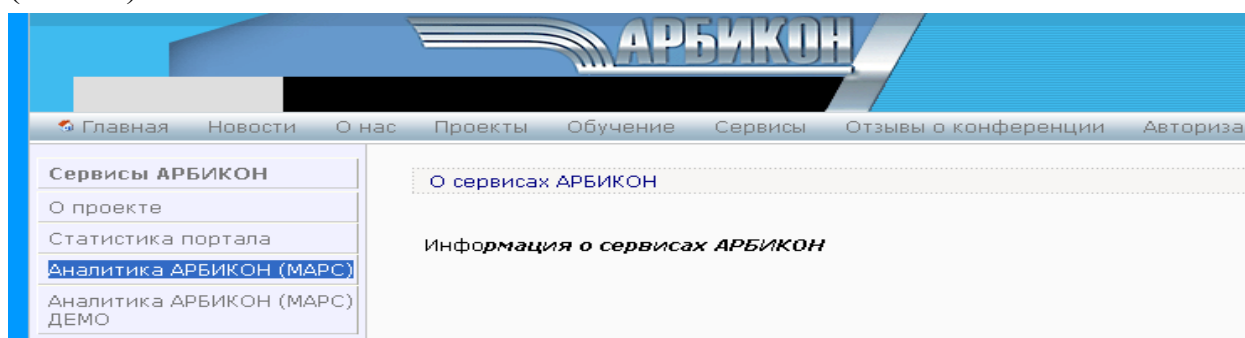 АРБИКОН
Главная Новости О нас Проекты Обучение Сервисы Отзывы о конференции Авториза
Сервисы АРБИКОН
О проекте
Статистика портала
Аналитика АРБИКОН (МАРС)
Аналитика АРБИКОН (МАРС)
ДЕМО
О сервисах АРБИКОН
Информация о сервисах АРБИКОН